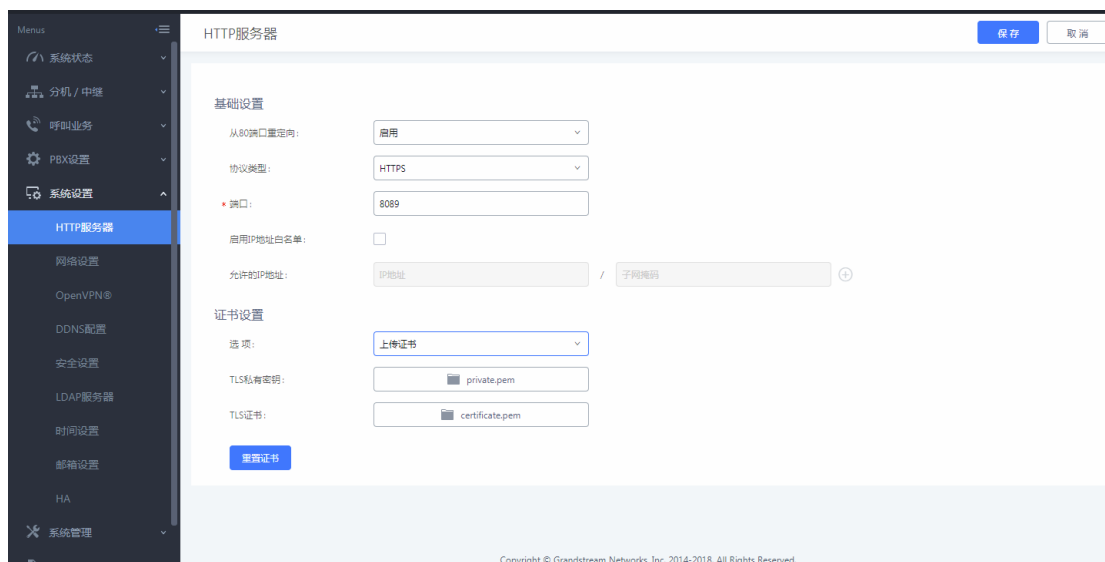 Menus
系统状态
分机 / 中继
呼叫业务
PBX设置
系统设置
HTTP服务器
网络设置
OpenVPN®
DDNS配置
安全设置
LDAP服务器
时间设置
邮箱设置
HA
系统管理
HTTP服务器
保存 取消
基础设置
从80端口重定向: 启用
协议类型: HTTPS
* 端口: 8089
启用IP地址白名单:
允许的IP地址: IP地址 / 子网掩码
证书设置
选项: 上传证书
TLS私有密钥: private.pem
TLS证书: certificate.pem
重置证书
Copyright © Grandstream Networks, Inc. 2014-2018. All Rights Reserved.